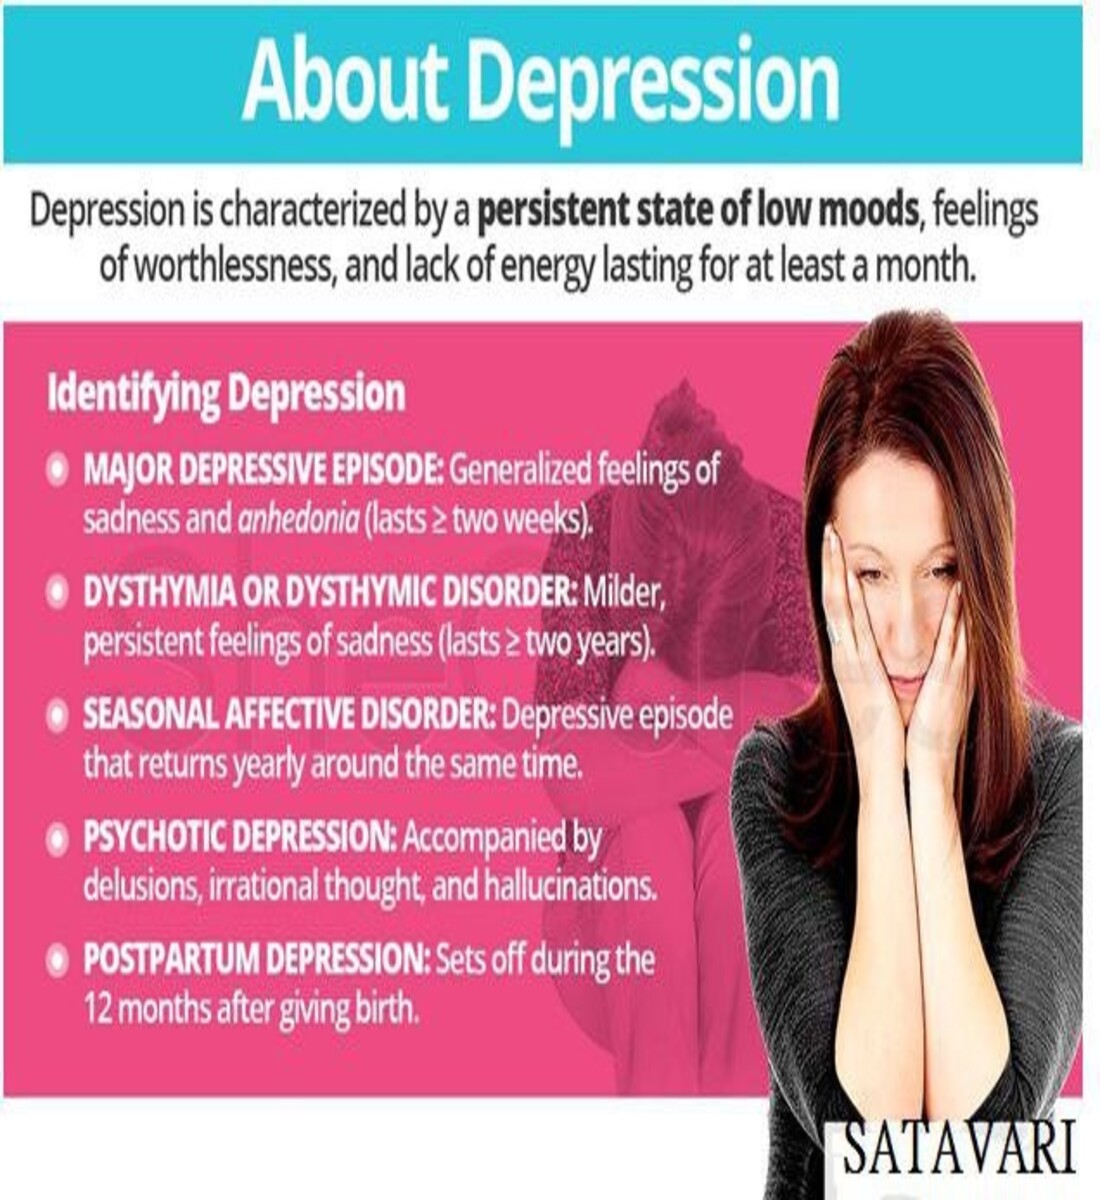 About Depression
Depression is characterized by a persistent state of low moods, feelings
of worthlessness, and lack of energy lasting for at least a month.
Identifying Depression
MAJOR DEPRESSIVE EPISODE: Generalized feelings of
sadness and anhedonia (lasts ≥ two weeks).
DYSTHYMIA OR DYSTHYMIC DISORDER: Milder,
persistent feelings of sadness (lasts ≥ two years).
SEASONAL AFFECTIVE DISORDER: Depressive episode
that returns yearly around the same time.
PSYCHOTIC DEPRESSION: Accompanied by
delusions, irrational thought, and hallucinations.
POSTPARTUM DEPRESSION: Sets off during the
12 months after giving birth.
SATAVARI